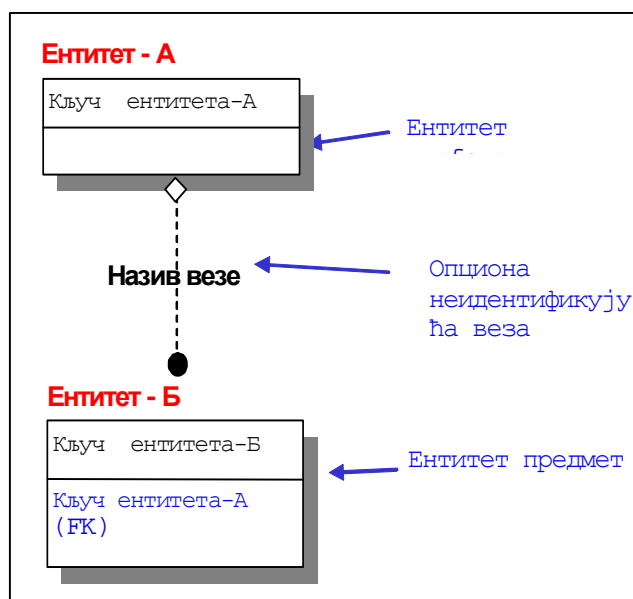 Ентитет - А
Кључ ентитета-А
Ентитет
Назив везе
Опциона
неидентификују
ћа веза
Ентитет - Б
Кључ ентитета-Б
Ентитет предмет
Кључ ентитета-А
(FK)